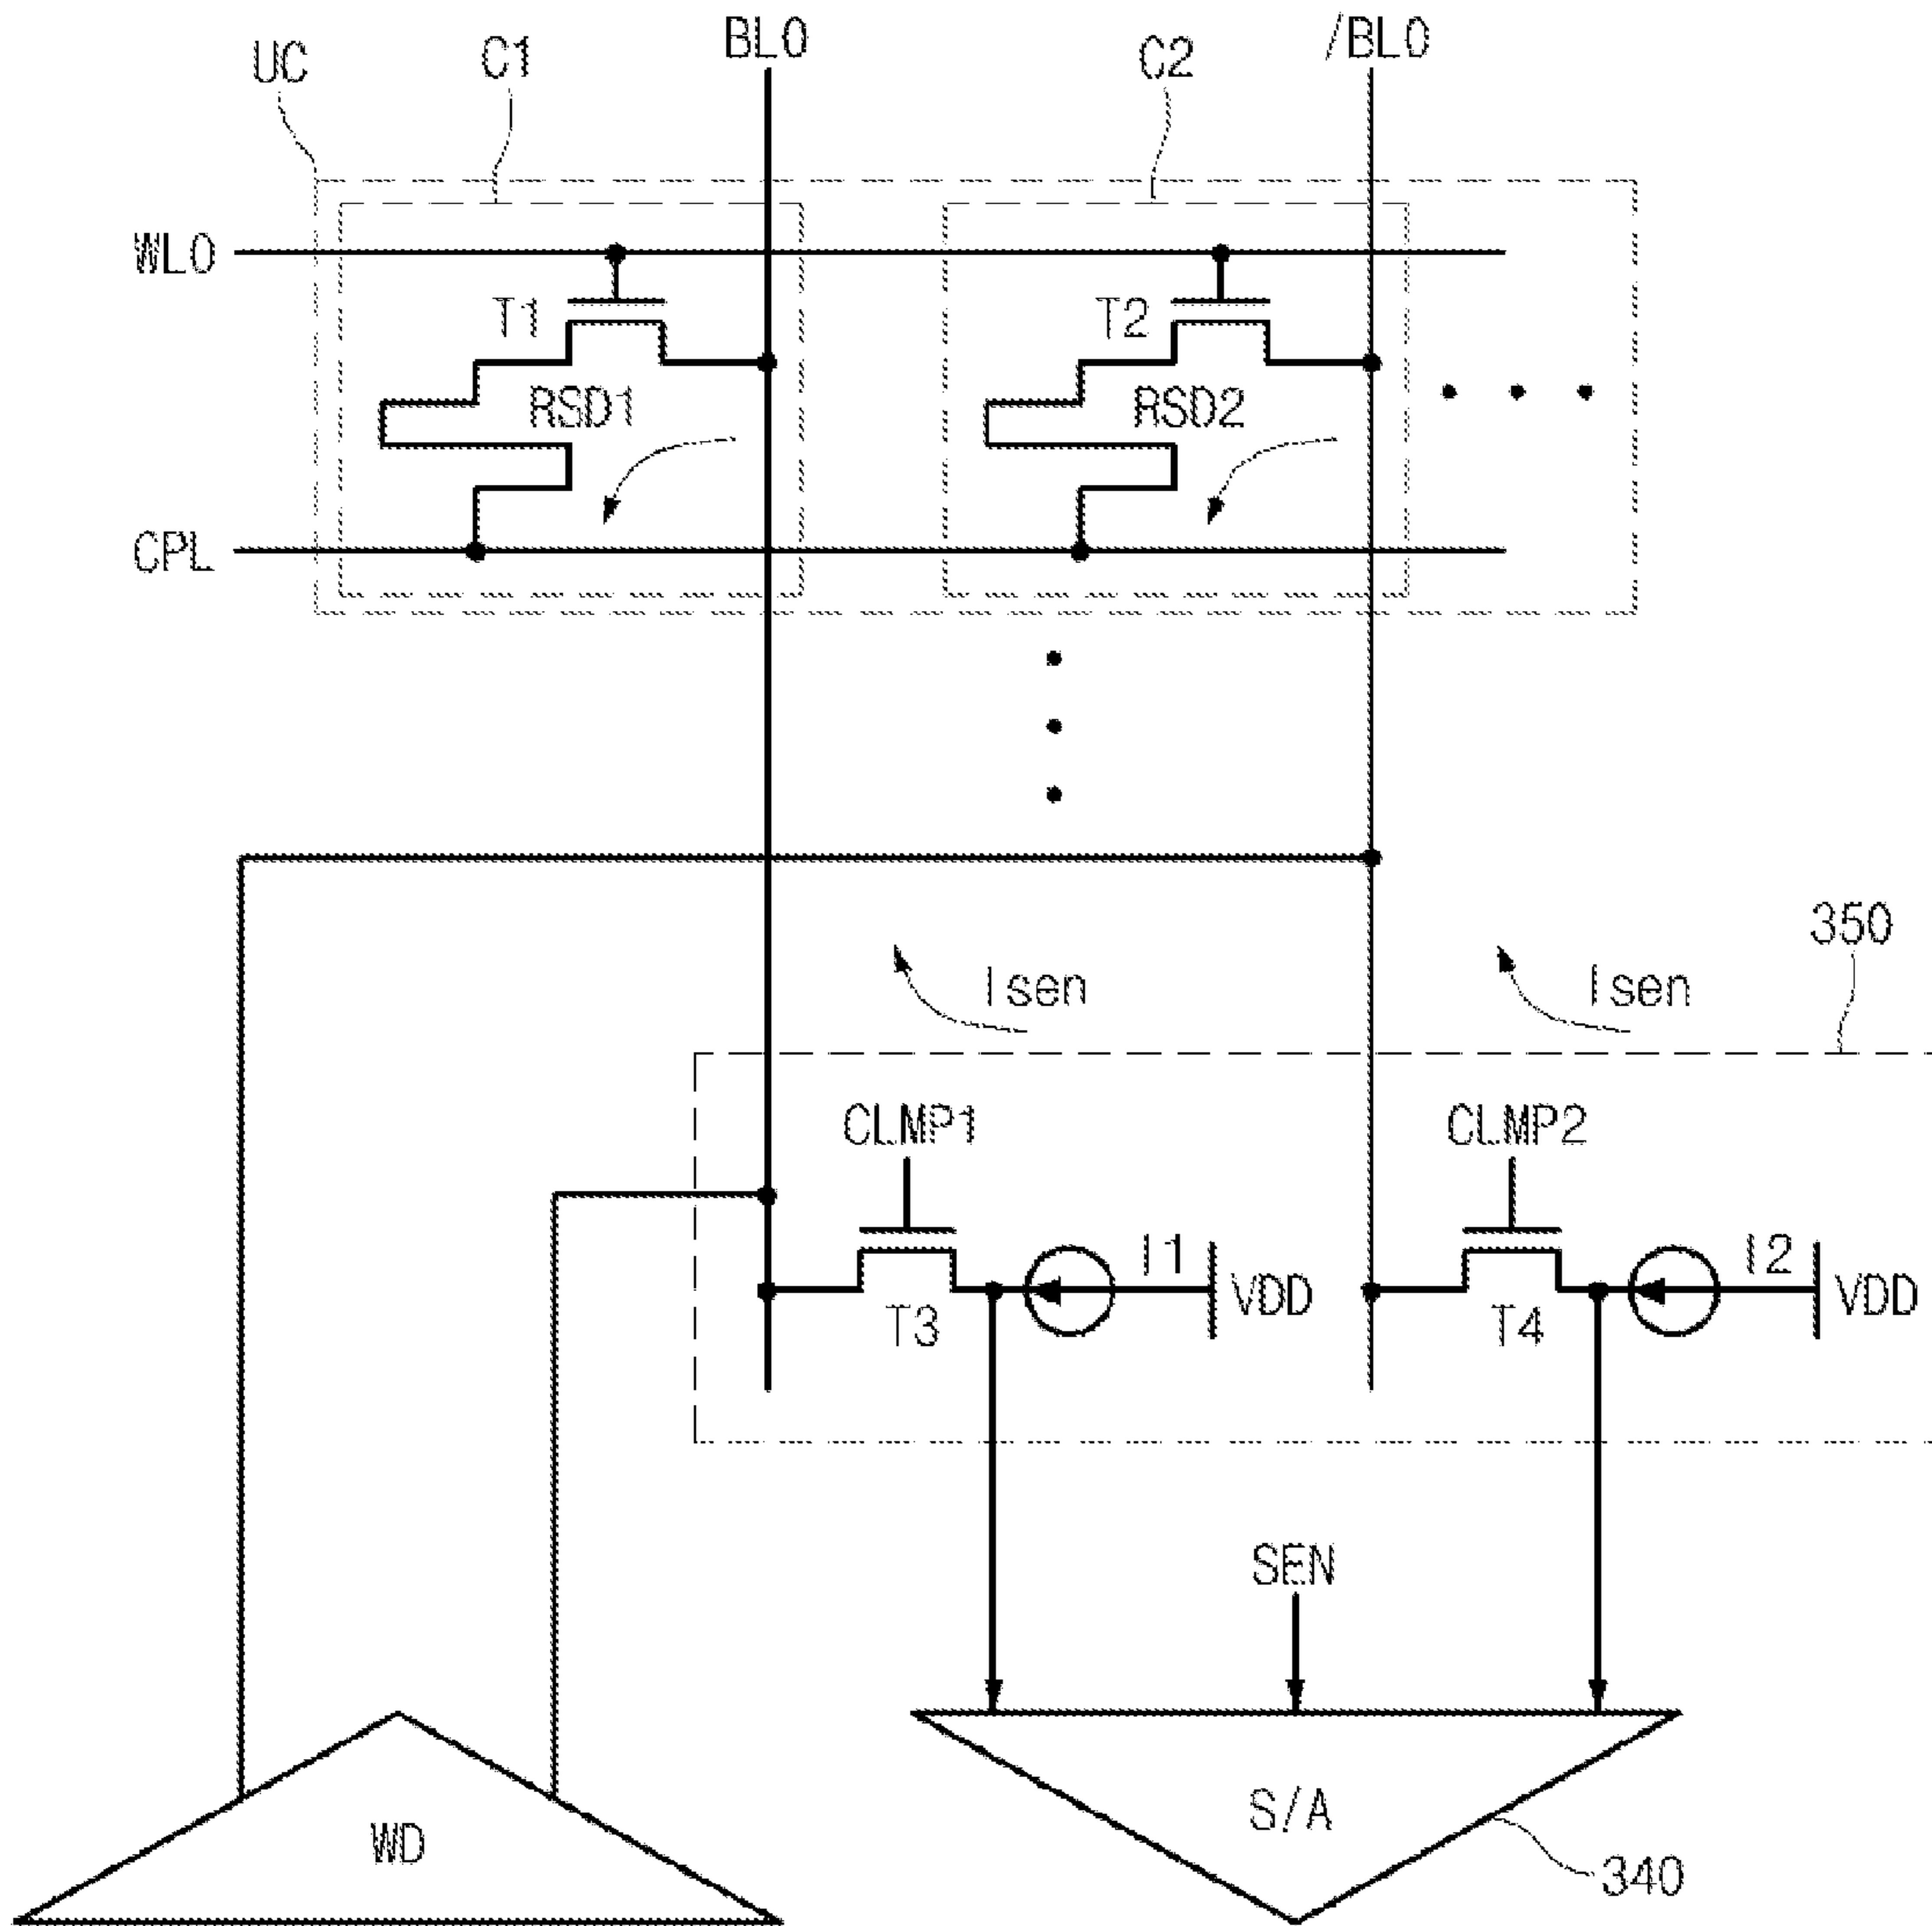 UC C1 BL0 C2 /BL0
WL0
T1 T2
RSD1 RSD2
CPL
350
Isen Isen
CLMP1 CLMP2
I1 I2
VDD VDD
T3 T4
SEN
S/A
WD
340